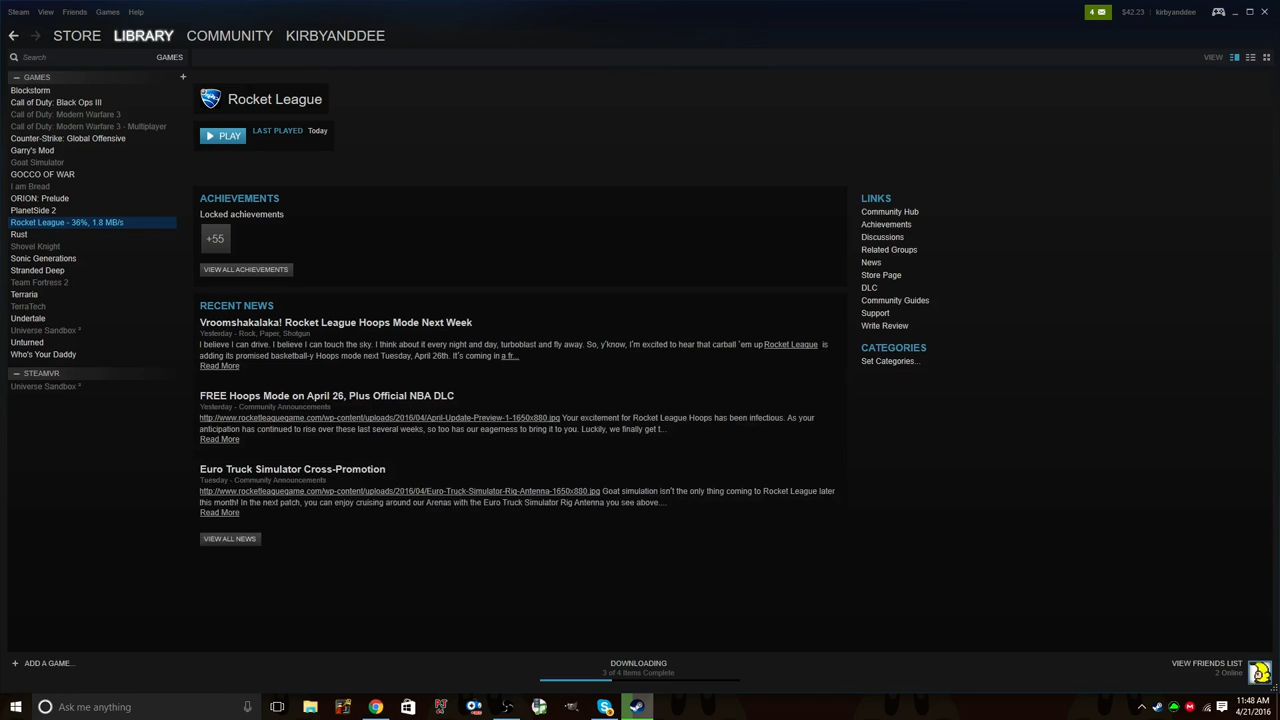 Steam View Friends Games Help
4 $42.23 kirbyanddee
STORE LIBRARY COMMUNITY KIRBYANDDEE
Search GAMES VIEW
GAMES +
Blockstorm
Call of Duty: Black Ops III
Call of Duty: Modern Warfare 3
Call of Duty: Modern Warfare 3 - Multiplayer
Counter-Strike: Global Offensive
Garry's Mod
Goat Simulator
GOCCO OF WAR
I am Bread
ORION: Prelude
PlanetSide 2
Rocket League - 36%, 1.8 MB/s
Rust
Shovel Knight
Sonic Generations
Stranded Deep
Team Fortress 2
Terraria
TerraTech
Undertale
Universe Sandbox ²
Unturned
Who's Your Daddy
STEAMVR
Universe Sandbox ²
Rocket League
PLAY LAST PLAYED Today
ACHIEVEMENTS
Locked achievements
+55
VIEW ALL ACHIEVEMENTS
RECENT NEWS
Vroomshakalaka! Rocket League Hoops Mode Next Week
Yesterday - Rock, Paper, Shotgun
I believe I can drive. I believe I can touch the sky. I think about it every night and day, turboblast and fly away. So, y'know, I'm excited to hear that carball 'em up Rocket League is
adding its promised basketball-y Hoops mode next Tuesday, April 26th. It's coming in a fr...
Read More
FREE Hoops Mode on April 26, Plus Official NBA DLC
Yesterday - Community Announcements
http://www.rocketleaguegame.com/wp-content/uploads/2016/04/April-Update-Preview-1-1650x880.jpg Your excitement for Rocket League Hoops has been infectious. As your
anticipation has continued to rise over these last several weeks, so too has our eagerness to bring it to you. Luckily, we finally get t...
Read More
Euro Truck Simulator Cross-Promotion
Tuesday - Community Announcements
http://www.rocketleaguegame.com/wp-content/uploads/2016/04/Euro-Truck-Simulator-Rig-Antenna-1650x880.jpg Goat simulation isn't the only thing coming to Rocket League later
this month! In the next patch, you can enjoy cruising around our Arenas with the Euro Truck Simulator Rig Antenna you see above....
Read More
VIEW ALL NEWS
LINKS
Community Hub
Achievements
Discussions
Related Groups
News
Store Page
DLC
Community Guides
Support
Write Review
CATEGORIES
Set Categories...
+ ADD A GAME...
DOWNLOADING
3 of 4 Items Complete
VIEW FRIENDS LIST
2 Online
Ask me anything
11:48 AM
4/21/2016